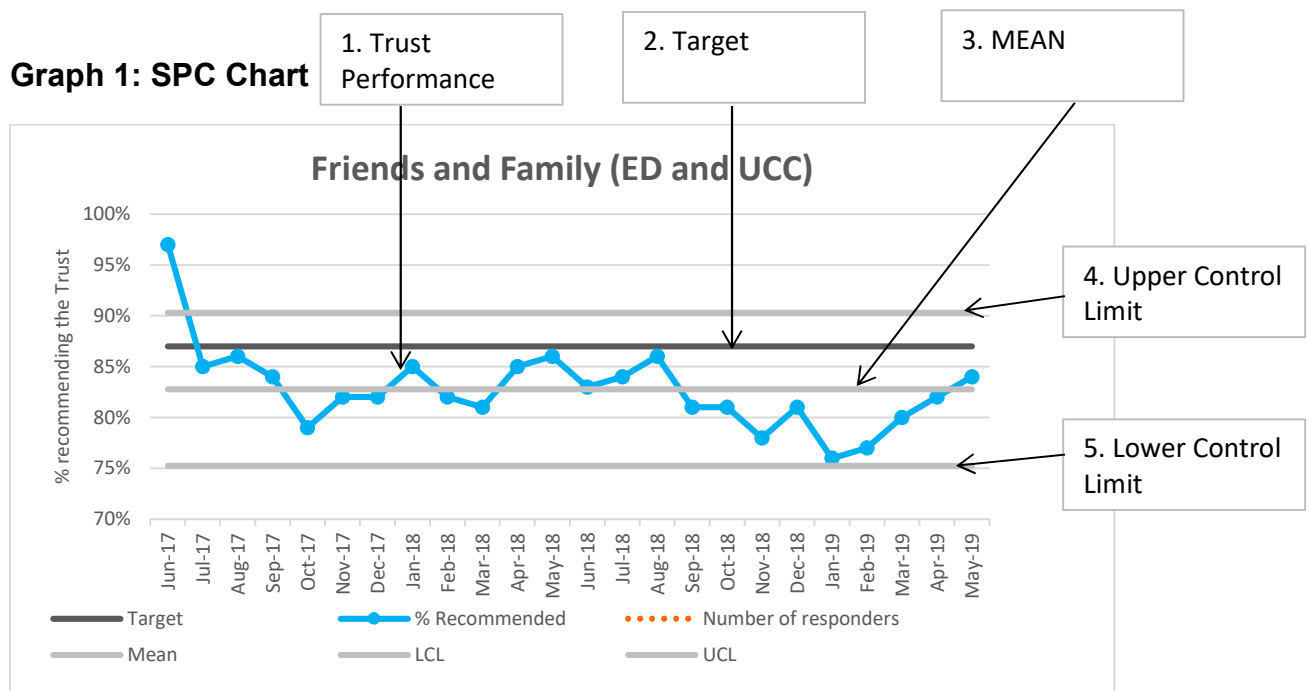 1. Trust
Performance
2. Target
3. MEAN
Graph 1: SPC Chart
Friends and Family (ED and UCC)
% recommending the Trust
100%
95%
90%
85%
80%
75%
70%
4. Upper Control
Limit
5. Lower Control
Limit
Jun-17
Jul-17
Aug-17
Sep-17
Oct-17
Nov-17
Dec-17
Jan-18
Feb-18
Mar-18
Apr-18
May-18
Jun-18
Jul-18
Aug-18
Sep-18
Oct-18
Nov-18
Dec-18
Jan-19
Feb-19
Mar-19
Apr-19
May-19
Target
% Recommended
Number of responders
Mean
LCL
UCL